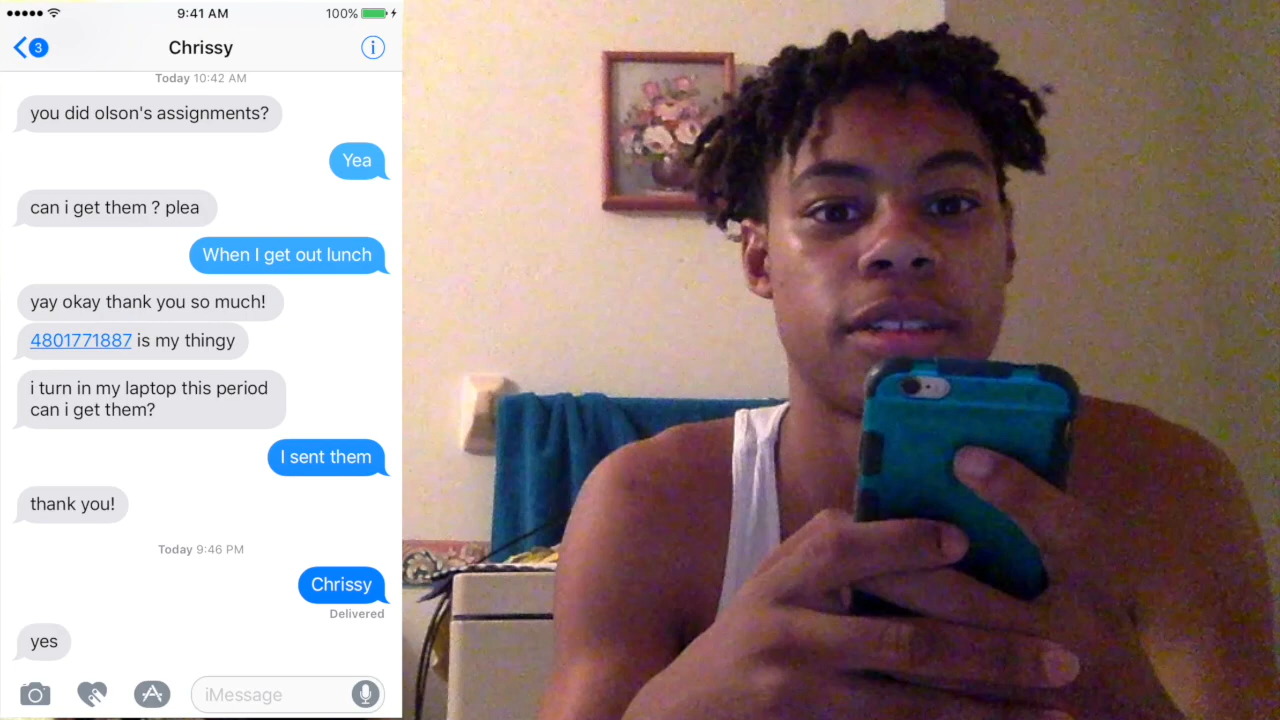 9:41 AM
100%
3
Chrissy
Today 10:42 AM
you did olson's assignments?
Yea
can i get them ? plea
When I get out lunch
yay okay thank you so much!
4801771887 is my thingy
i turn in my laptop this period
can i get them?
I sent them
thank you!
Today 9:46 PM
Chrissy
Delivered
yes
iMessage